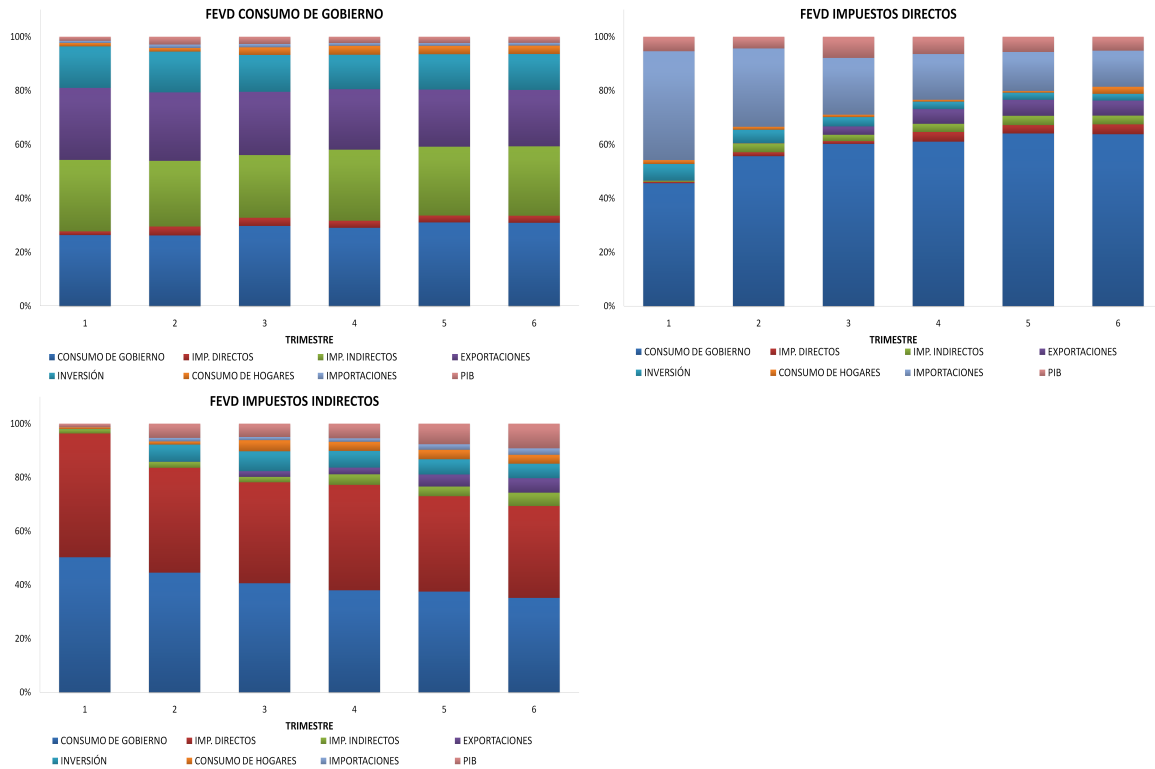 FEVD CONSUMO DE GOBIERNO
100%
80%
60%
40%
20%
0%
1 2 3 4 5 6
TRIMESTRE
CONSUMO DE GOBIERNO IMP. DIRECTOS IMP. INDIRECTOS EXPORTACIONES
INVERSIÓN CONSUMO DE HOGARES IMPORTACIONES PIB
FEVD IMPUESTOS DIRECTOS
100%
80%
60%
40%
20%
0%
1 2 3 4 5 6
TRIMESTRE
CONSUMO DE GOBIERNO IMP. DIRECTOS IMP. INDIRECTOS EXPORTACIONES
INVERSIÓN CONSUMO DE HOGARES IMPORTACIONES PIB
FEVD IMPUESTOS INDIRECTOS
100%
80%
60%
40%
20%
0%
1 2 3 4 5 6
TRIMESTRE
CONSUMO DE GOBIERNO IMP. DIRECTOS IMP. INDIRECTOS EXPORTACIONES
INVERSIÓN CONSUMO DE HOGARES IMPORTACIONES PIB